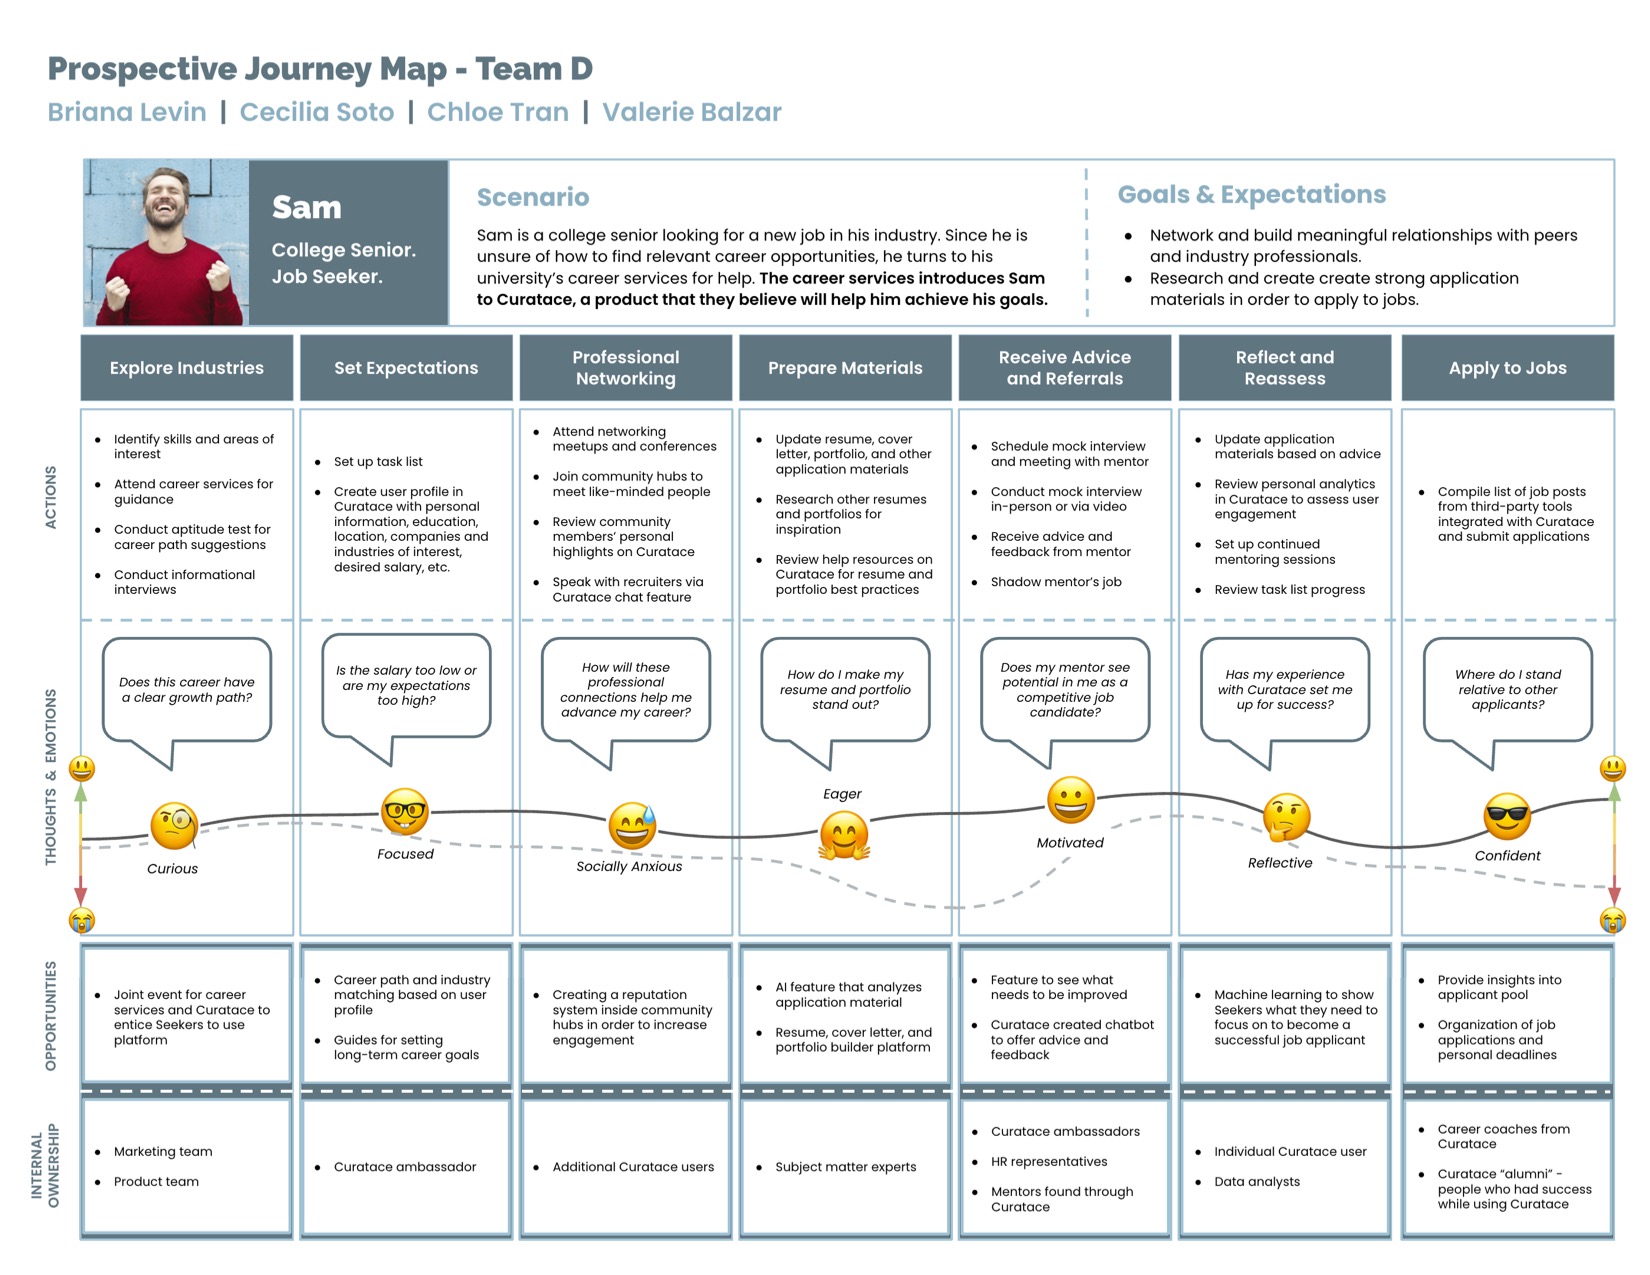 Prospective Journey Map - Team D
Briana Levin | Cecilia Soto | Chloe Tran | Valerie Balzar
Sam
College Senior.
Job Seeker.
Scenario
Sam is a college senior looking for a new job in his industry. Since he is
unsure of how to find relevant career opportunities, he turns to his
university's career services for help. The career services introduces Sam
to Curatace, a product that they believe will help him achieve his goals.
Goals & Expectations
● Network and build meaningful relationships with peers
and industry professionals.
● Research and create create strong application
materials in order to apply to jobs.
Explore Industries
Set Expectations
Professional
Networking
Prepare Materials
Receive Advice
and Referrals
Reflect and
Reassess
Apply to Jobs
ACTIONS
● Identify skills and areas of
interest
● Attend career services for
guidance
● Conduct aptitude test for
career path suggestions
● Conduct informational
interviews
● Set up task list
● Create user profile in
Curatace with personal
information, education,
location, companies and
industries of interest,
desired salary, etc.
● Attend networking
meetups and conferences
● Join community hubs to
meet like-minded people
● Review community
members' personal
highlights on Curatace
● Speak with recruiters via
Curatace chat feature
● Update resume, cover
letter, portfolio, and other
application materials
● Research other resumes
and portfolios for
inspiration
● Review help resources on
Curatace for resume and
portfolio best practices
● Schedule mock interview
and meeting with mentor
● Conduct mock interview
in-person or via video
● Receive advice and
feedback from mentor
● Shadow mentor's job
● Update application
materials based on advice
● Review personal analytics
in Curatace to assess user
engagement
● Set up continued
mentoring sessions
● Review task list progress
● Compile list of job posts
from third-party tools
integrated with Curatace
and submit applications
THOUGHTS & EMOTIONS
Does this career have
a clear growth path?
Is the salary too low or
are my expectations
too high?
How will these
professional
connections help me
advance my career?
How do I make my
resume and portfolio
stand out?
Does my mentor see
potential in me as a
competitive job
candidate?
Has my experience
with Curatace set me
up for success?
Where do I stand
relative to other
applicants?
Curious
Focused
Socially Anxious
Eager
Motivated
Reflective
Confident
OPPORTUNITIES
● Joint event for career
services and Curatace to
entice Seekers to use
platform
● Career path and industry
matching based on user
profile
● Guides for setting
long-term career goals
● Creating a reputation
system inside community
hubs in order to increase
engagement
● AI feature that analyzes
application material
● Resume, cover letter, and
portfolio builder platform
● Feature to see what
needs to be improved
● Curatace created chatbot
to offer advice and
feedback
● Machine learning to show
Seekers what they need to
focus on to become a
successful job applicant
● Provide insights into
applicant pool
● Organization of job
applications and
personal deadlines
INTERNAL
OWNERSHIP
● Marketing team
● Product team
● Curatace ambassador
● Additional Curatace users
● Subject matter experts
● Curatace ambassadors
● HR representatives
● Mentors found through
Curatace
● Individual Curatace user
● Data analysts
● Career coaches from
Curatace
● Curatace “alumni” -
people who had success
while using Curatace